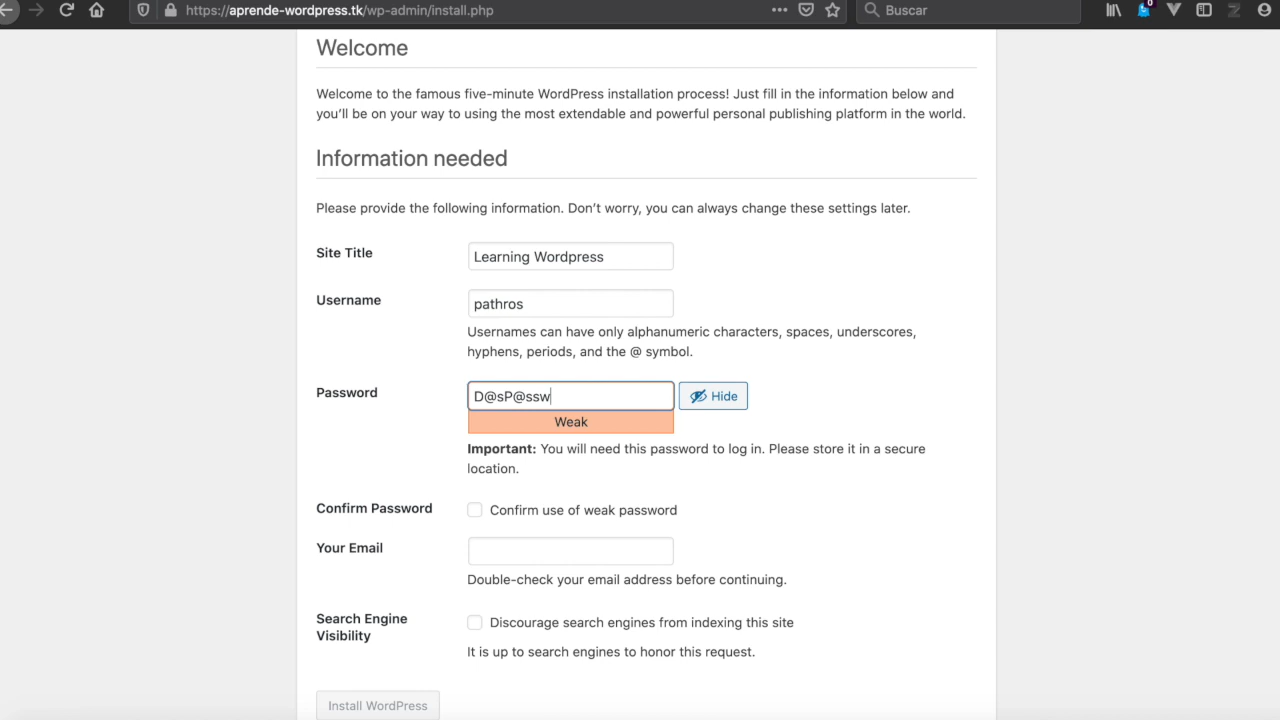 https://aprende-wordpress.tk/wp-admin/install.php
Buscar
0
Welcome
Welcome to the famous five-minute WordPress installation process! Just fill in the information below and
you’ll be on your way to using the most extendable and powerful personal publishing platform in the world.
Information needed
Please provide the following information. Don’t worry, you can always change these settings later.
Site Title
Learning Wordpress
Username
pathros
Usernames can have only alphanumeric characters, spaces, underscores,
hyphens, periods, and the @ symbol.
Password
D@sP@ssw
Hide
Weak
Important: You will need this password to log in. Please store it in a secure
location.
Confirm Password
Confirm use of weak password
Your Email
Double-check your email address before continuing.
Search Engine
Visibility
Discourage search engines from indexing this site
It is up to search engines to honor this request.
Install WordPress